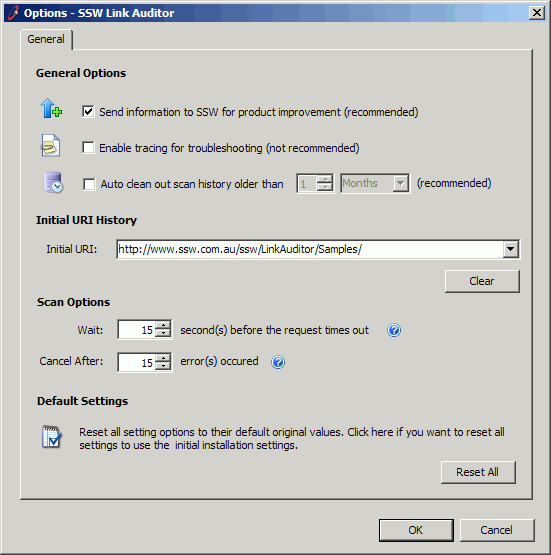 Options - SSW Link Auditor
General
General Options
Send information to SSW for product improvement (recommended)
Enable tracing for troubleshooting (not recommended)
Auto clean out scan history older than 1 Months (recommended)
Initial URI History
Initial URI: http://www.ssw.com.au/ssw/LinkAuditor/Samples/
Clear
Scan Options
Wait: 15 second(s) before the request times out ?
Cancel After: 15 error(s) occured ?
Default Settings
Reset all setting options to their default original values. Click here if you want to reset all
settings to use the initial installation settings.
Reset All
OK Cancel